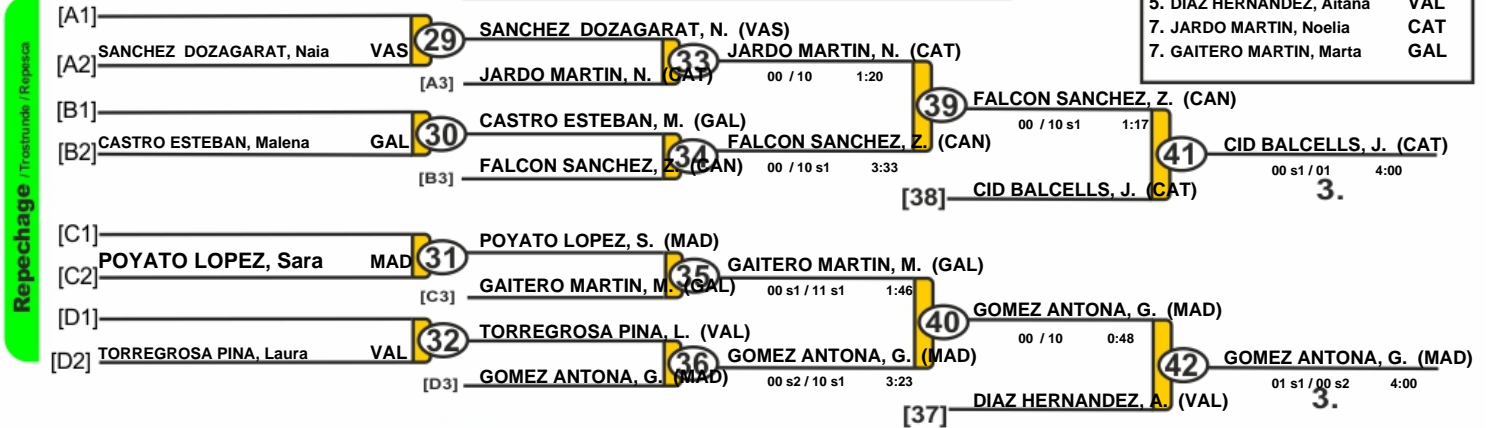 5. DIAZ HERNANDEZ, Aitana VAL
7. JARDO MARTIN, Noelia CAT
7. GAITERO MARTIN, Marta GAL
Repechage / Trostrunde / Repesca
[A1]
[A2] SANCHEZ DOZAGARAT, Naia VAS
29
SANCHEZ DOZAGARAT, N. (VAS)
[A3] JARDO MARTIN, N. (CAT)
33
JARDO MARTIN, N. (CAT)
00 / 10 1:20
[B1]
[B2] CASTRO ESTEBAN, Malena GAL
30
CASTRO ESTEBAN, M. (GAL)
[B3] FALCON SANCHEZ, Z. (CAN)
34
FALCON SANCHEZ, Z. (CAN)
00 / 10 s1 3:33
39
FALCON SANCHEZ, Z. (CAN)
00 / 10 s1 1:17
[38] CID BALCELLS, J. (CAT)
41
CID BALCELLS, J. (CAT)
00 s1 / 01 4:00
3.
[C1]
[C2] POYATO LOPEZ, Sara MAD
31
POYATO LOPEZ, S. (MAD)
[C3] GAITERO MARTIN, M. (GAL)
35
GAITERO MARTIN, M. (GAL)
00 s1 / 11 s1 1:46
[D1]
[D2] TORREGROSA PINA, Laura VAL
32
TORREGROSA PINA, L. (VAL)
[D3] GOMEZ ANTONA, G. (MAD)
36
GOMEZ ANTONA, G. (MAD)
00 s2 / 10 s1 3:23
40
GOMEZ ANTONA, G. (MAD)
00 / 10 0:48
[37] DIAZ HERNANDEZ, A. (VAL)
42
GOMEZ ANTONA, G. (MAD)
01 s1 / 00 s2 4:00
3.